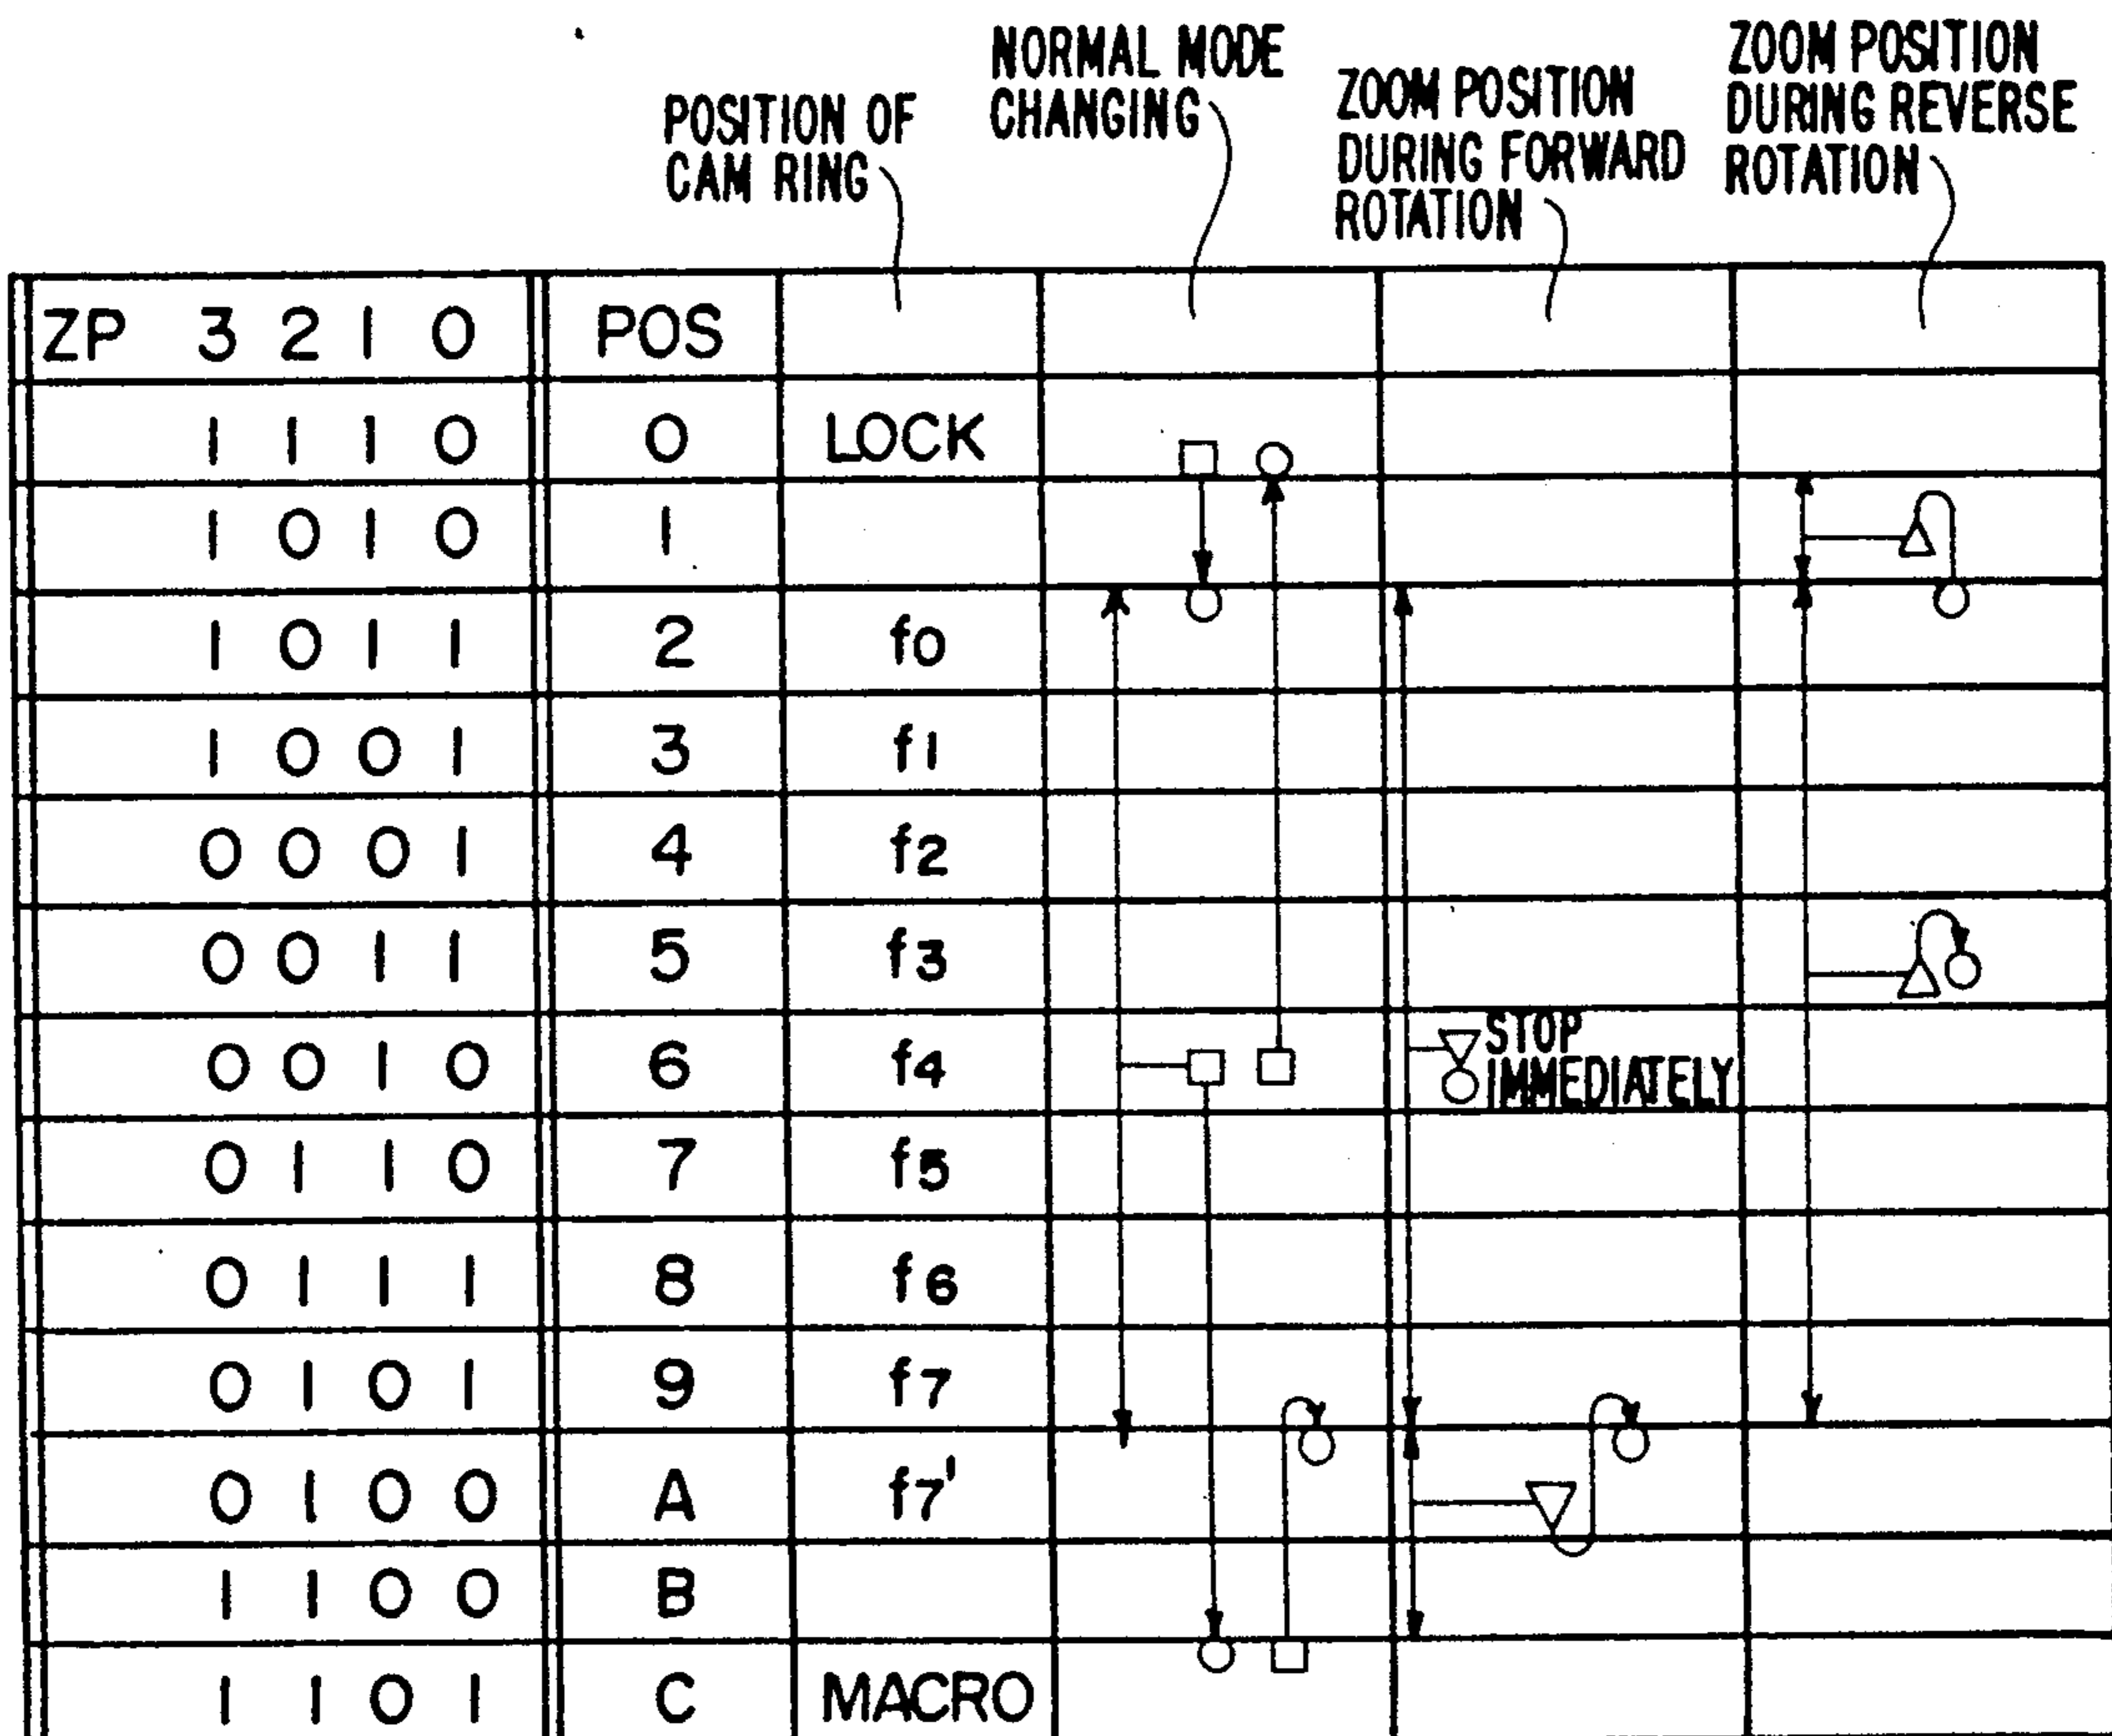 NORMAL MODE
CHANGING
ZOOM POSITION
DURING REVERSE
ROTATION
POSITION OF
CAM RING
ZOOM POSITION
DURING FORWARD
ROTATION
ZP 3 2 1 0 POS
1 1 1 0 0 LOCK
1 0 1 0 1
1 0 1 1 2 f0
1 0 0 1 3 f1
0 0 0 1 4 f2
0 0 1 1 5 f3
0 0 1 0 6 f4 STOP
IMMEDIATELY
0 1 1 0 7 f5
0 1 1 1 8 f6
0 1 0 1 9 f7
0 1 0 0 A f7'
1 1 0 0 B
1 1 0 1 C MACRO